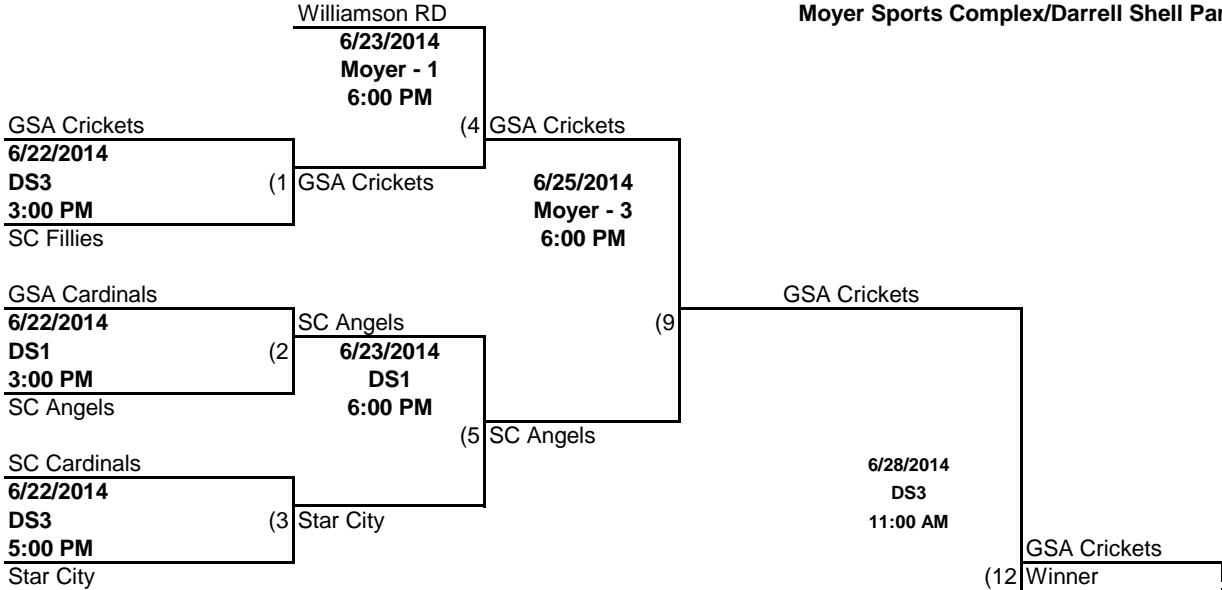 Williamson RD
Moyer Sports Complex/Darrell Shell Par
6/23/2014
Moyer - 1
6:00 PM
GSA Crickets
(4 GSA Crickets
6/22/2014
DS3
(1 GSA Crickets
6/25/2014
3:00 PM
Moyer - 3
SC Fillies
6:00 PM
GSA Cardinals
GSA Crickets
6/22/2014
SC Angels
(9
DS1
(2
6/23/2014
3:00 PM
DS1
SC Angels
6:00 PM
(5 SC Angels
SC Cardinals
6/28/2014
6/22/2014
DS3
DS3
(3 Star City
11:00 AM
5:00 PM
GSA Crickets
Star City
(12 Winner